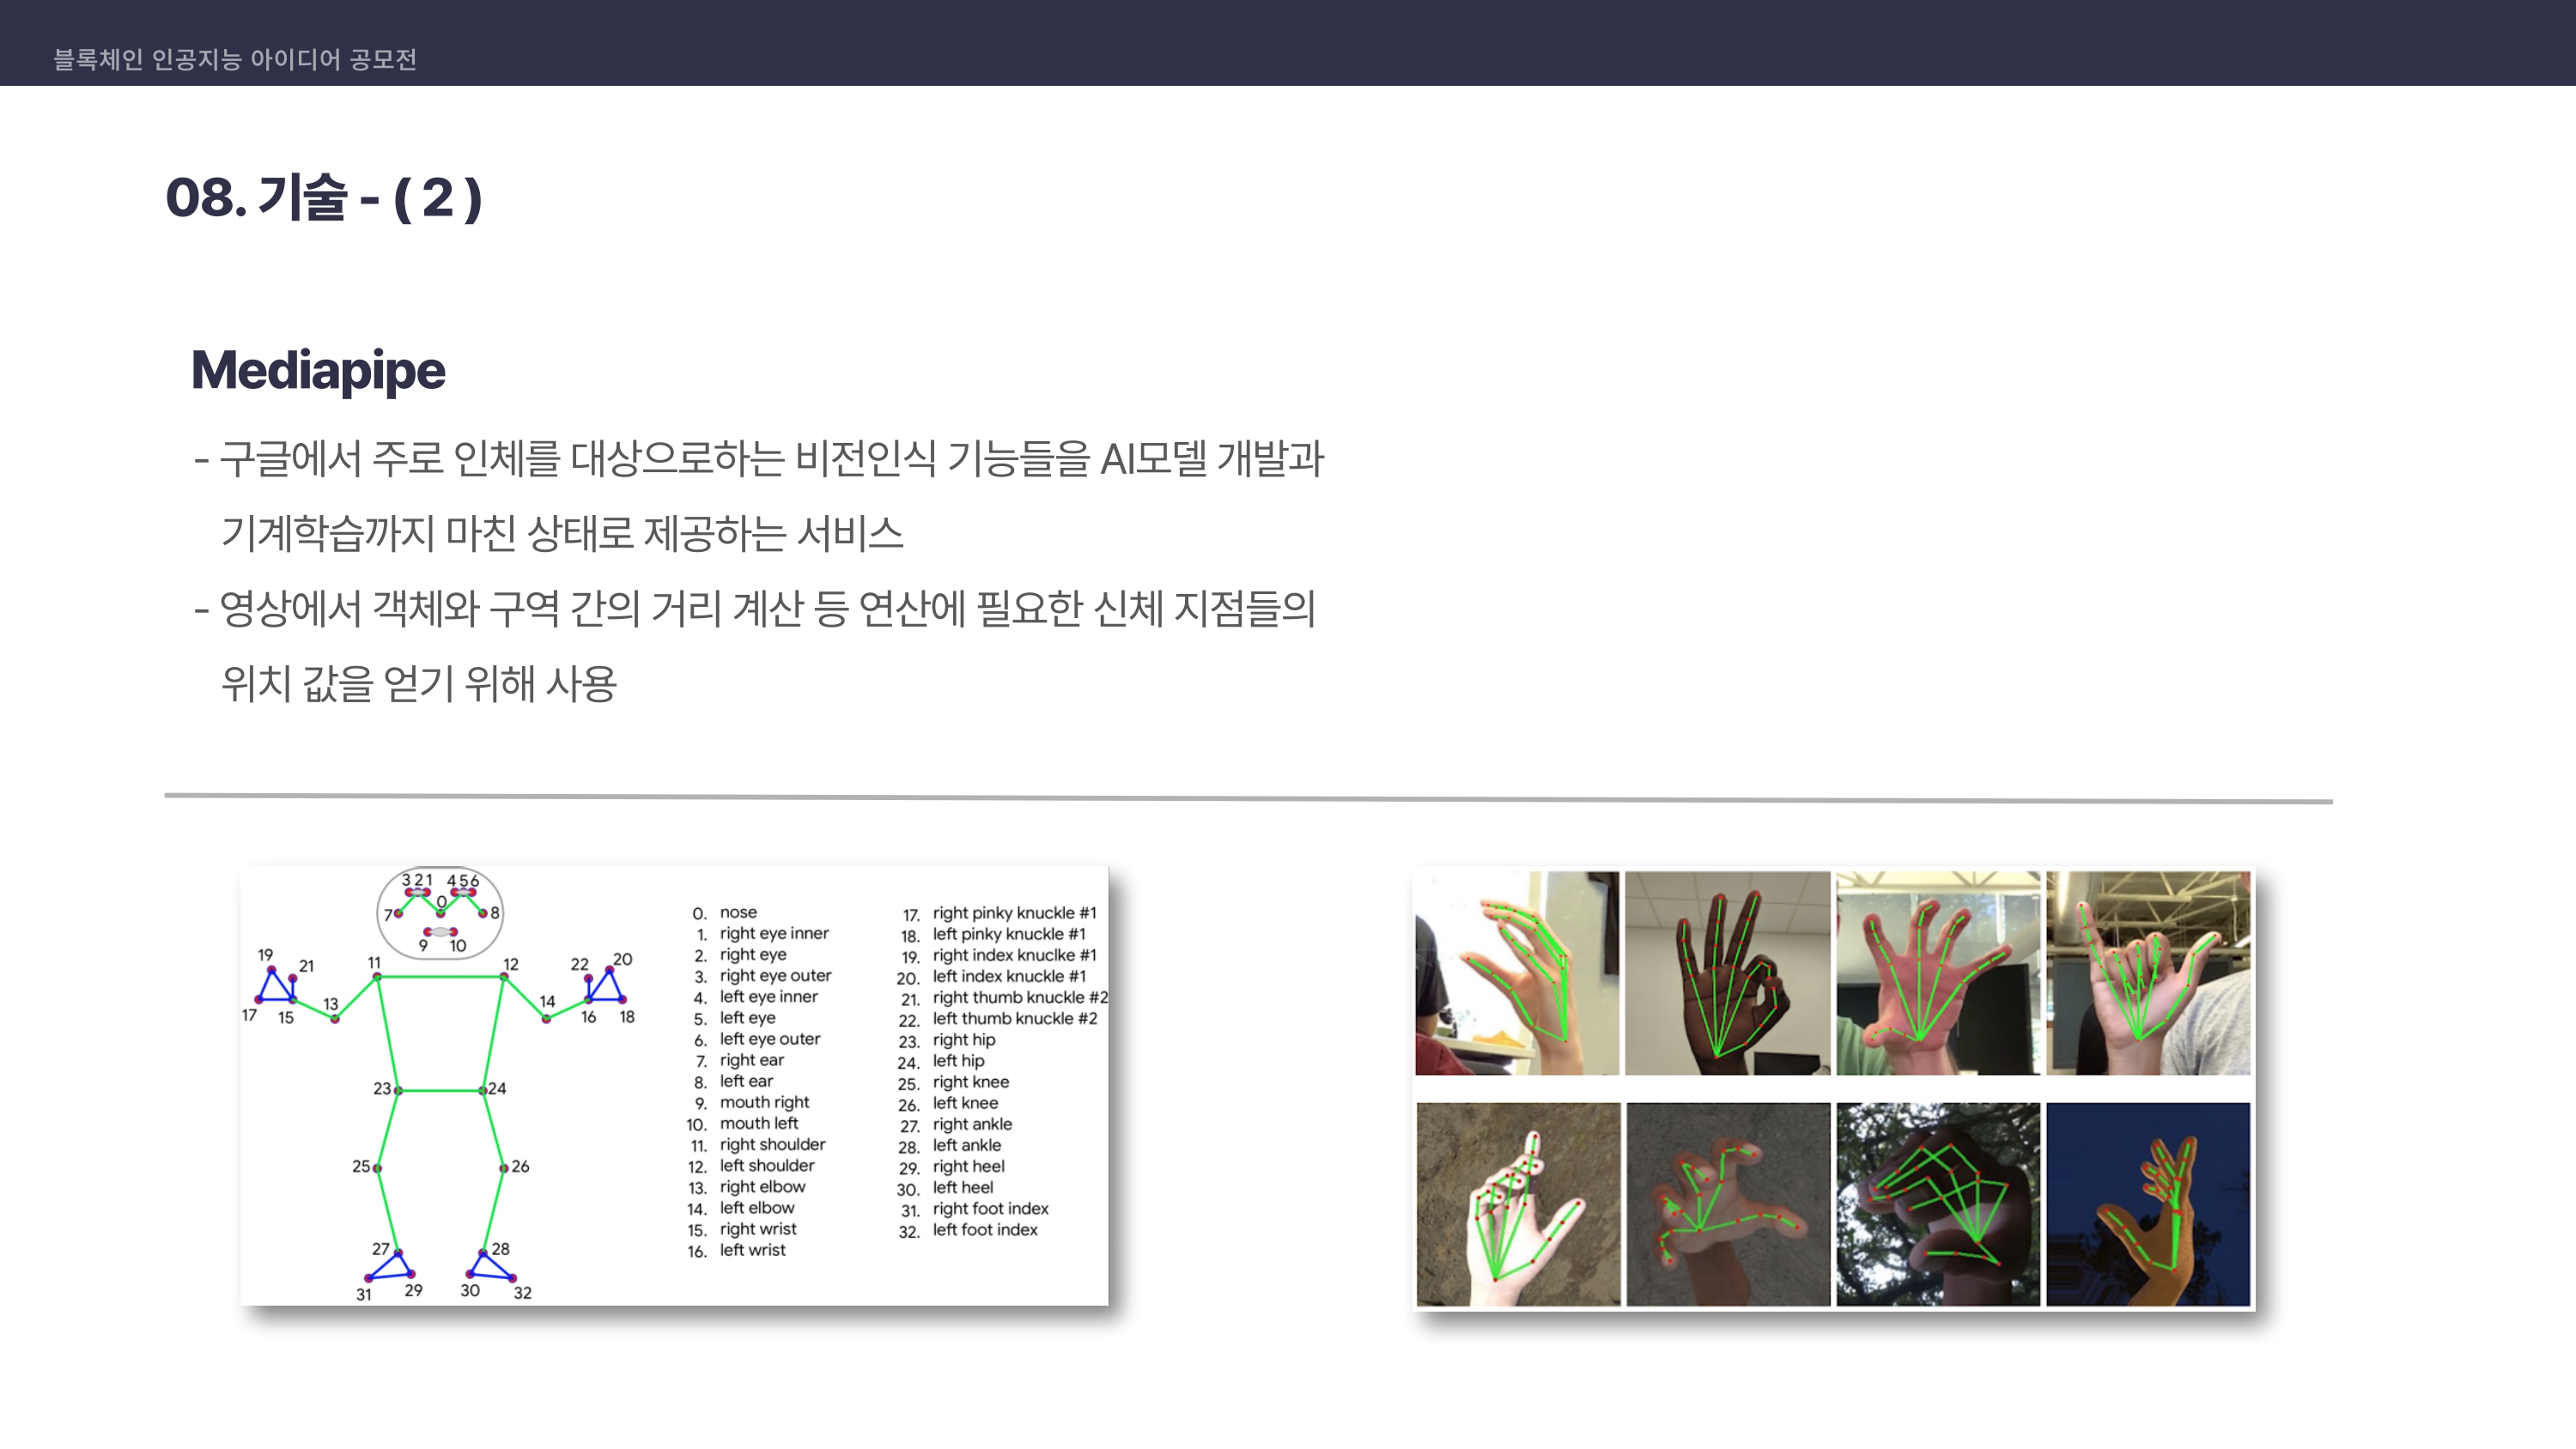 블록체인 인공지능 아이디어 공모전
08. 기술 - ( 2 )
Mediapipe
- 구글에서 주로 인체를 대상으로하는 비전인식 기능들을 AI모델 개발과
기계학습까지 마친 상태로 제공하는 서비스
- 영상에서 객체와 구역 간의 거리 계산 등 연산에 필요한 신체 지점들의
위치 값을 얻기 위해 사용
3 2 1 4 5 6
0
7 8
9 10
19 21 11 12 22 20
13 14
17 15 16 18
23 24
25 26
27 28
31 29 30 32
0. nose
1. right eye inner
2. right eye
3. right eye outer
4. left eye inner
5. left eye
6. left eye outer
7. right ear
8. left ear
9. mouth right
10. mouth left
11. right shoulder
12. left shoulder
13. right elbow
14. left elbow
15. right wrist
16. left wrist
17. right pinky knuckle #1
18. left pinky knuckle #1
19. right index knuclke #1
20. left index knuckle #1
21. right thumb knuckle #2
22. left thumb knuckle #2
23. right hip
24. left hip
25. right knee
26. left knee
27. right ankle
28. left ankle
29. right heel
30. left heel
31. right foot index
32. left foot index